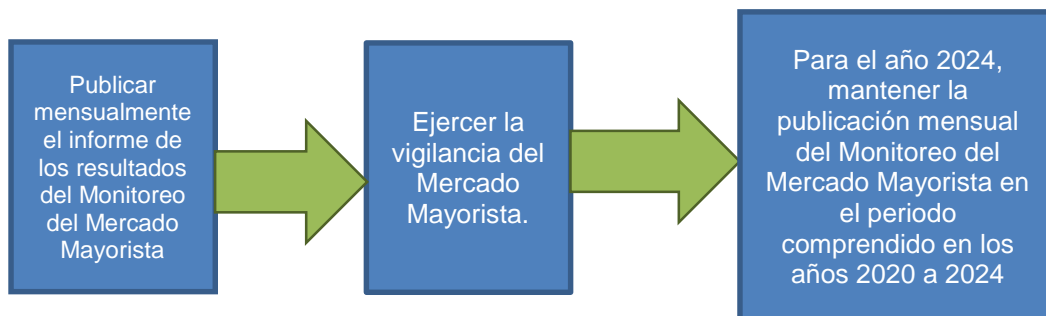 Publicar
mensualmente
el informe de
los resultados
del Monitoreo
del Mercado
Mayorista
Ejercer la
vigilancia del
Mercado
Mayorista.
Para el año 2024,
mantener la
publicación mensual
del Monitoreo del
Mercado Mayorista en
el periodo
comprendido en los
años 2020 a 2024